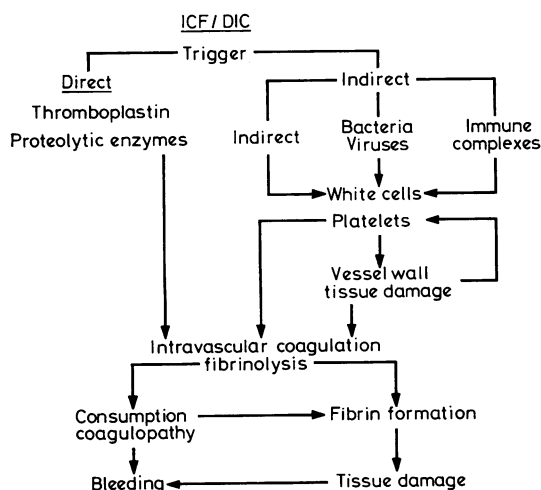 ICF/DIC
Trigger
Direct
Indirect
Thromboplastin
Proteolytic enzymes
Indirect
Bacteria
Viruses
Immune
complexes
White cells
Platelets
Vessel wall
tissue damage
Intravascular coagulation
fibrinolysis
Consumption
coagulopathy
Fibrin formation
Bleeding
Tissue damage